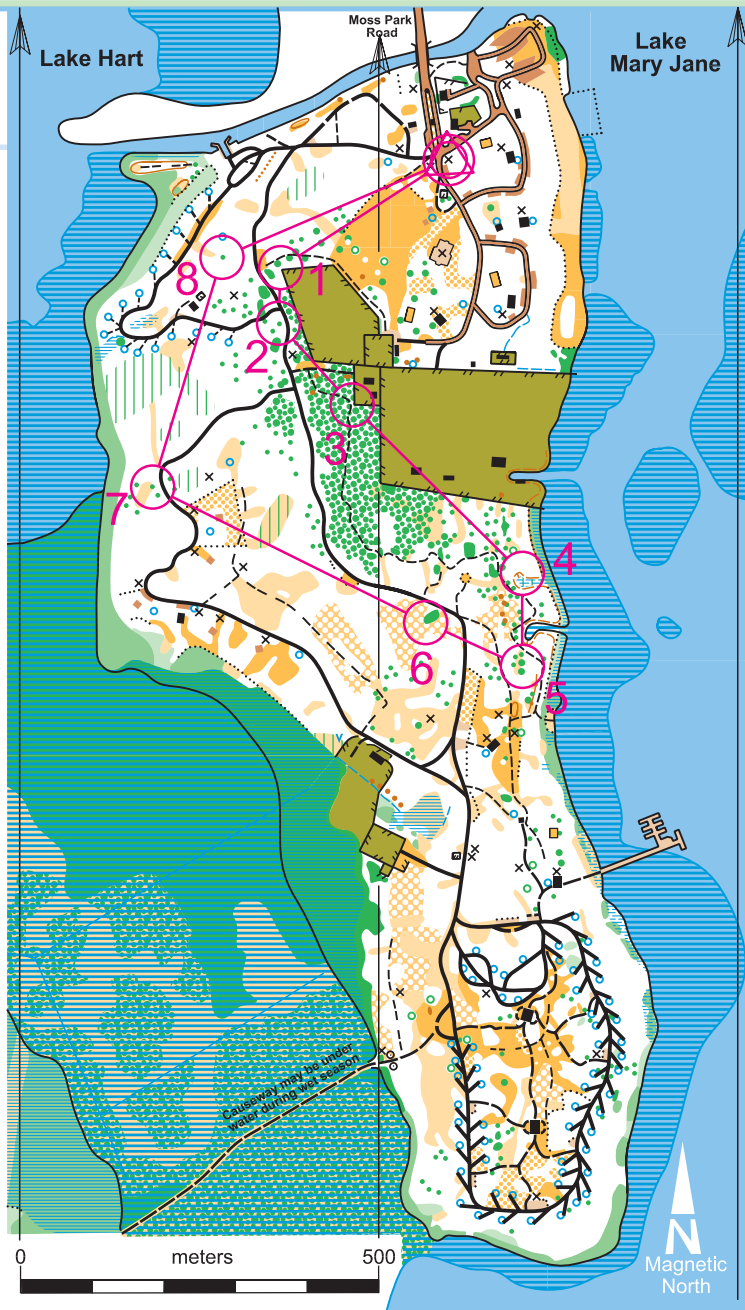 Moss Park
Road
Lake Hart
Lake
Mary Jane
8
1
2
3
7
4
6
5
Causeway may be under
water during wet season
0
meters
500
N
Magnetic
North